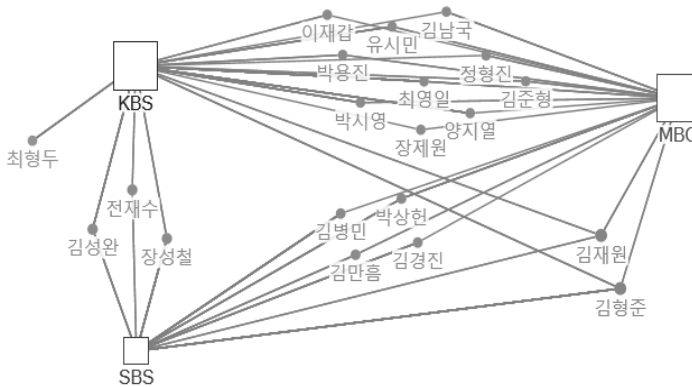 이재갑
김남국
유시민
박용진
정형진
KBS
최영일
김준형
박시영
양지열
MBC
장제원
최형두
전재수
박상헌
김병민
김성완
장성철
김만흠
김경진
김재원
김형준
SBS